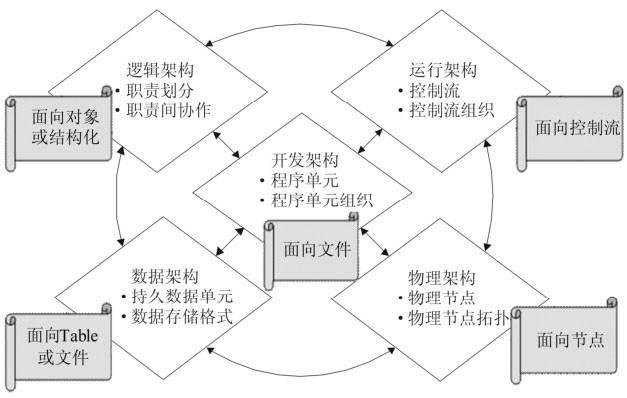 逻辑架构
• 职责划分
• 职责间协作
面向对象
或结构化
运行架构
• 控制流
• 控制流组织
面向控制流
开发架构
• 程序单元
• 程序单元组织
面向文件
数据架构
• 持久数据单元
• 数据存储格式
面向Table
或文件
物理架构
• 物理节点
• 物理节点拓扑
面向节点